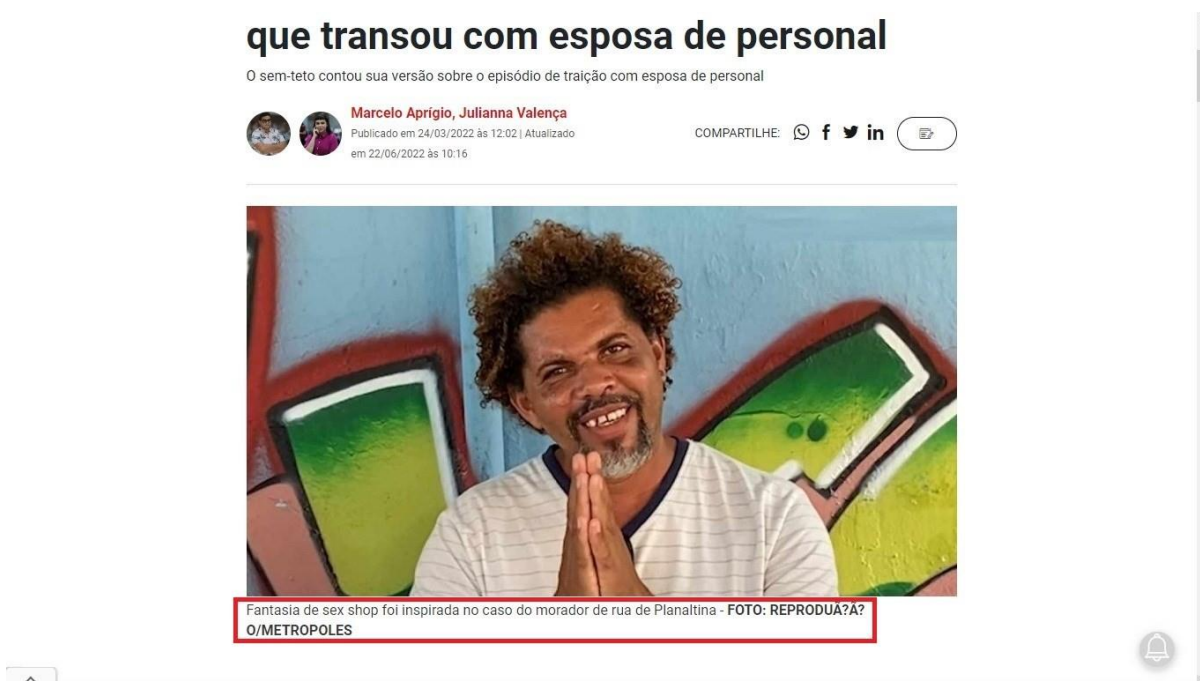 que transou com esposa de personal
O sem-teto contou sua versão sobre o episódio de traição com esposa de personal
Marcelo Aprígio, Julianna Valença
Publicado em 24/03/2022 às 12:02 | Atualizado
em 22/06/2022 às 10:16
COMPARTILHE:
Fantasia de sex shop foi inspirada no caso do morador de rua de Planaltina - FOTO: REPRODUÃ?Ã?
O/METROPOLES